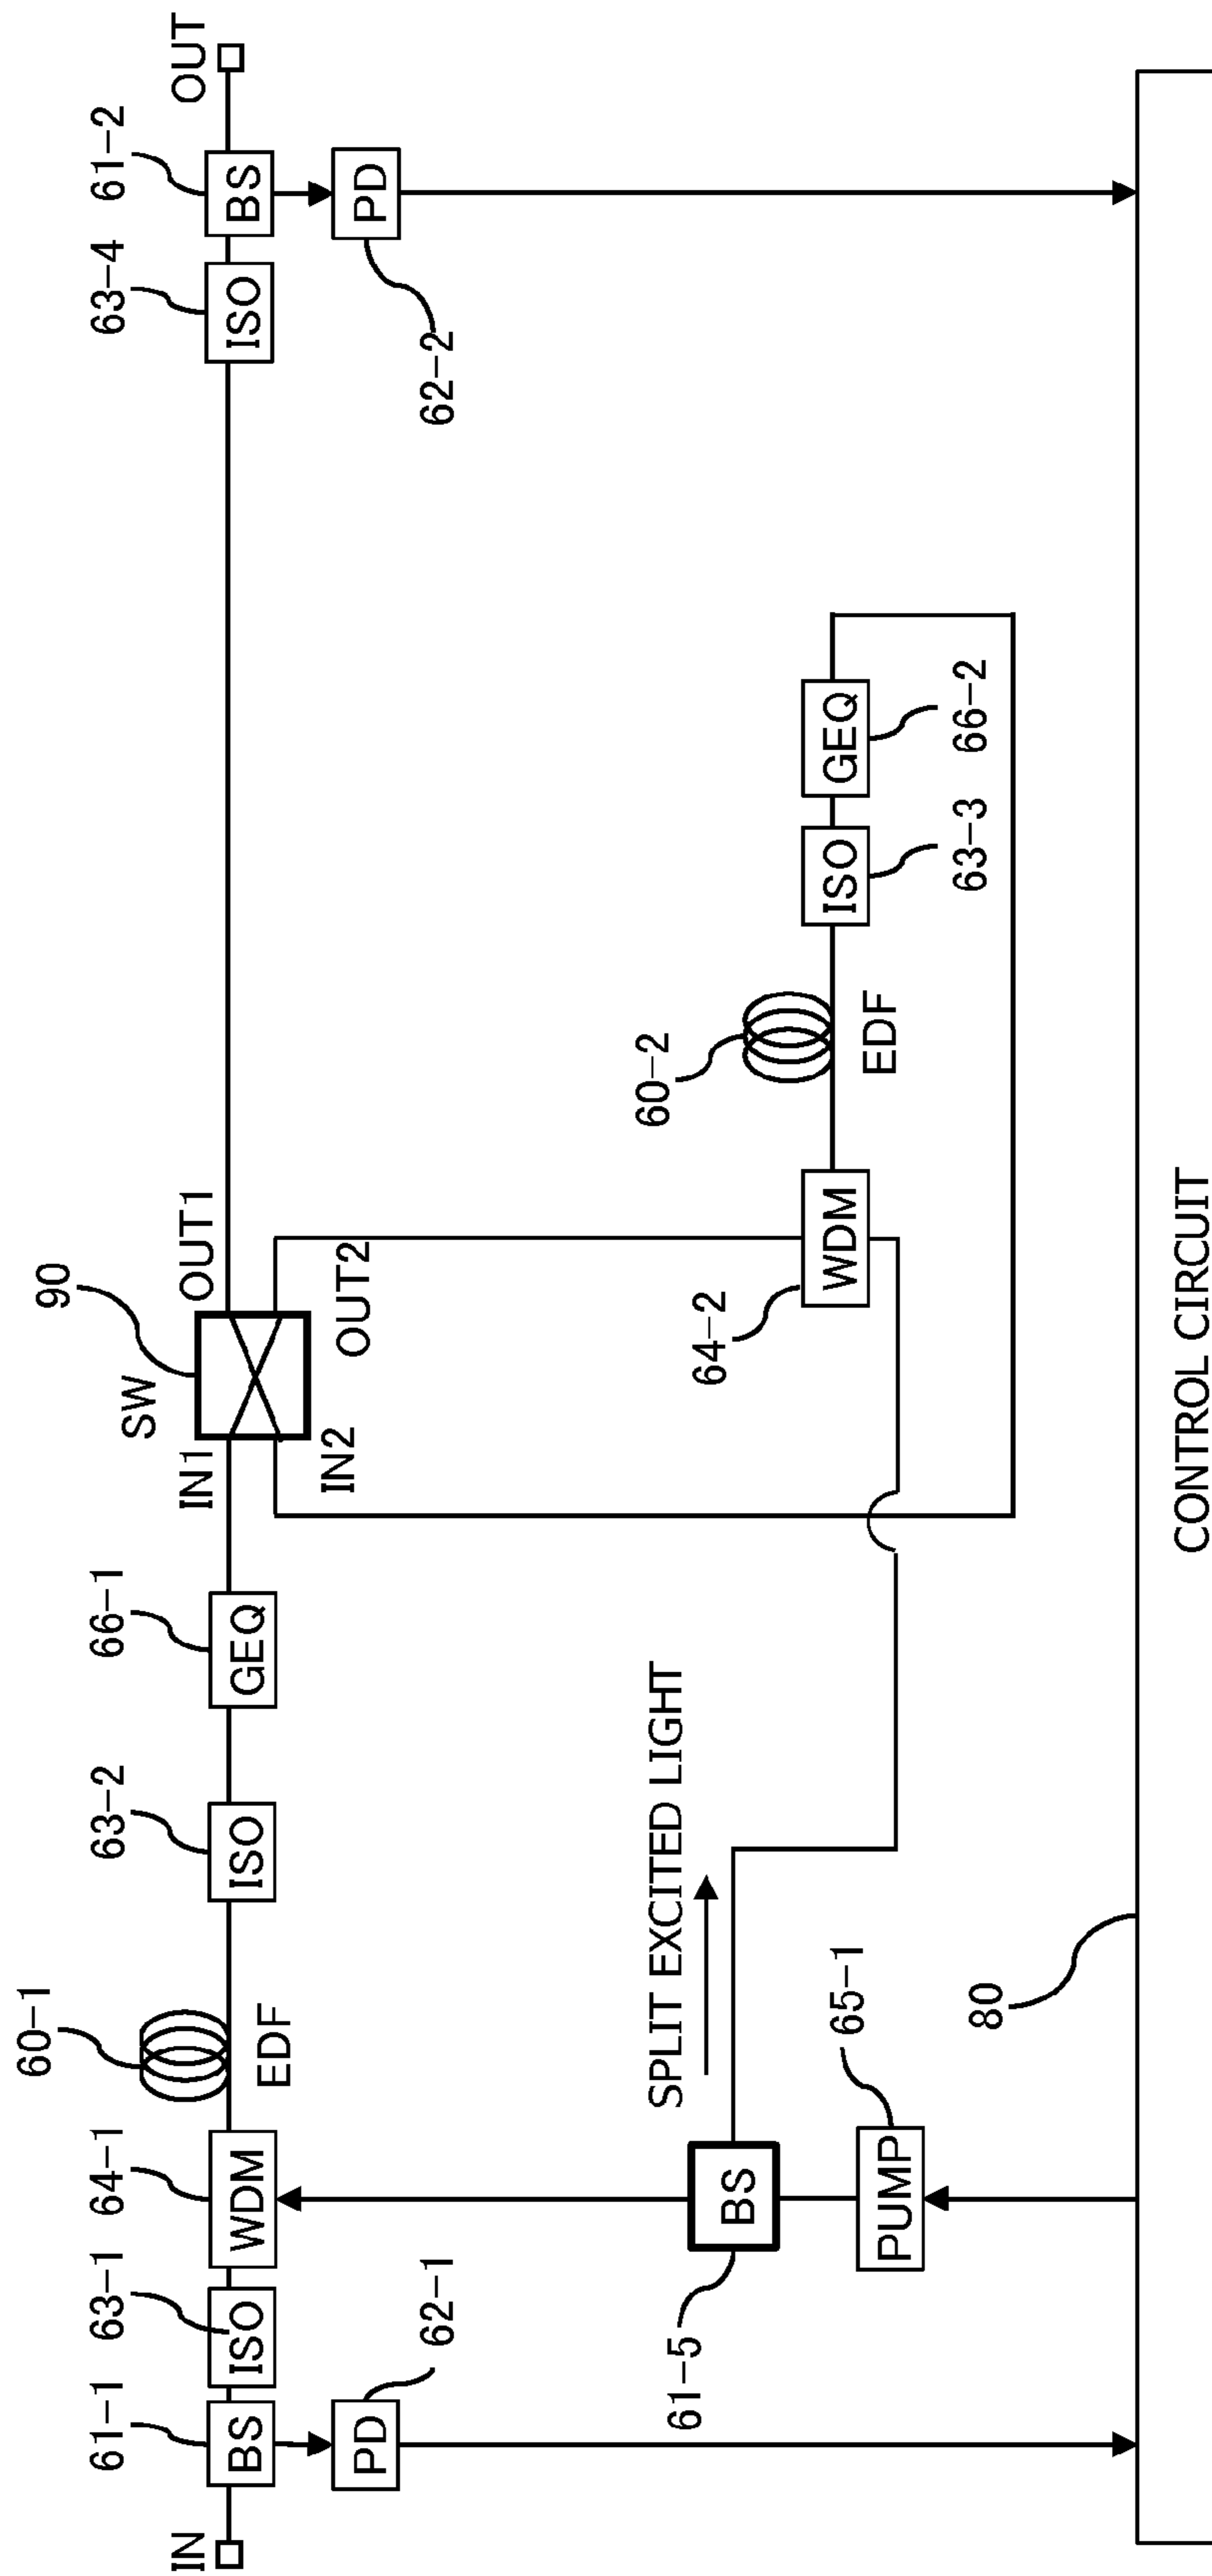 60-1
90
61-1
63-1
64-1
63-2
66-1
SW
63-4
61-2
IN
BS
ISO
WDM
EDF
ISO
GEQ
IN1
IN2
OUT1
OUT2
ISO
BS
OUT
PD
62-1
PD
62-2
SPLIT EXCITED LIGHT
61-5
BS
64-2
60-2
PUMP
65-1
WDM
EDF
ISO
GEQ
63-3
66-2
80
CONTROL CIRCUIT